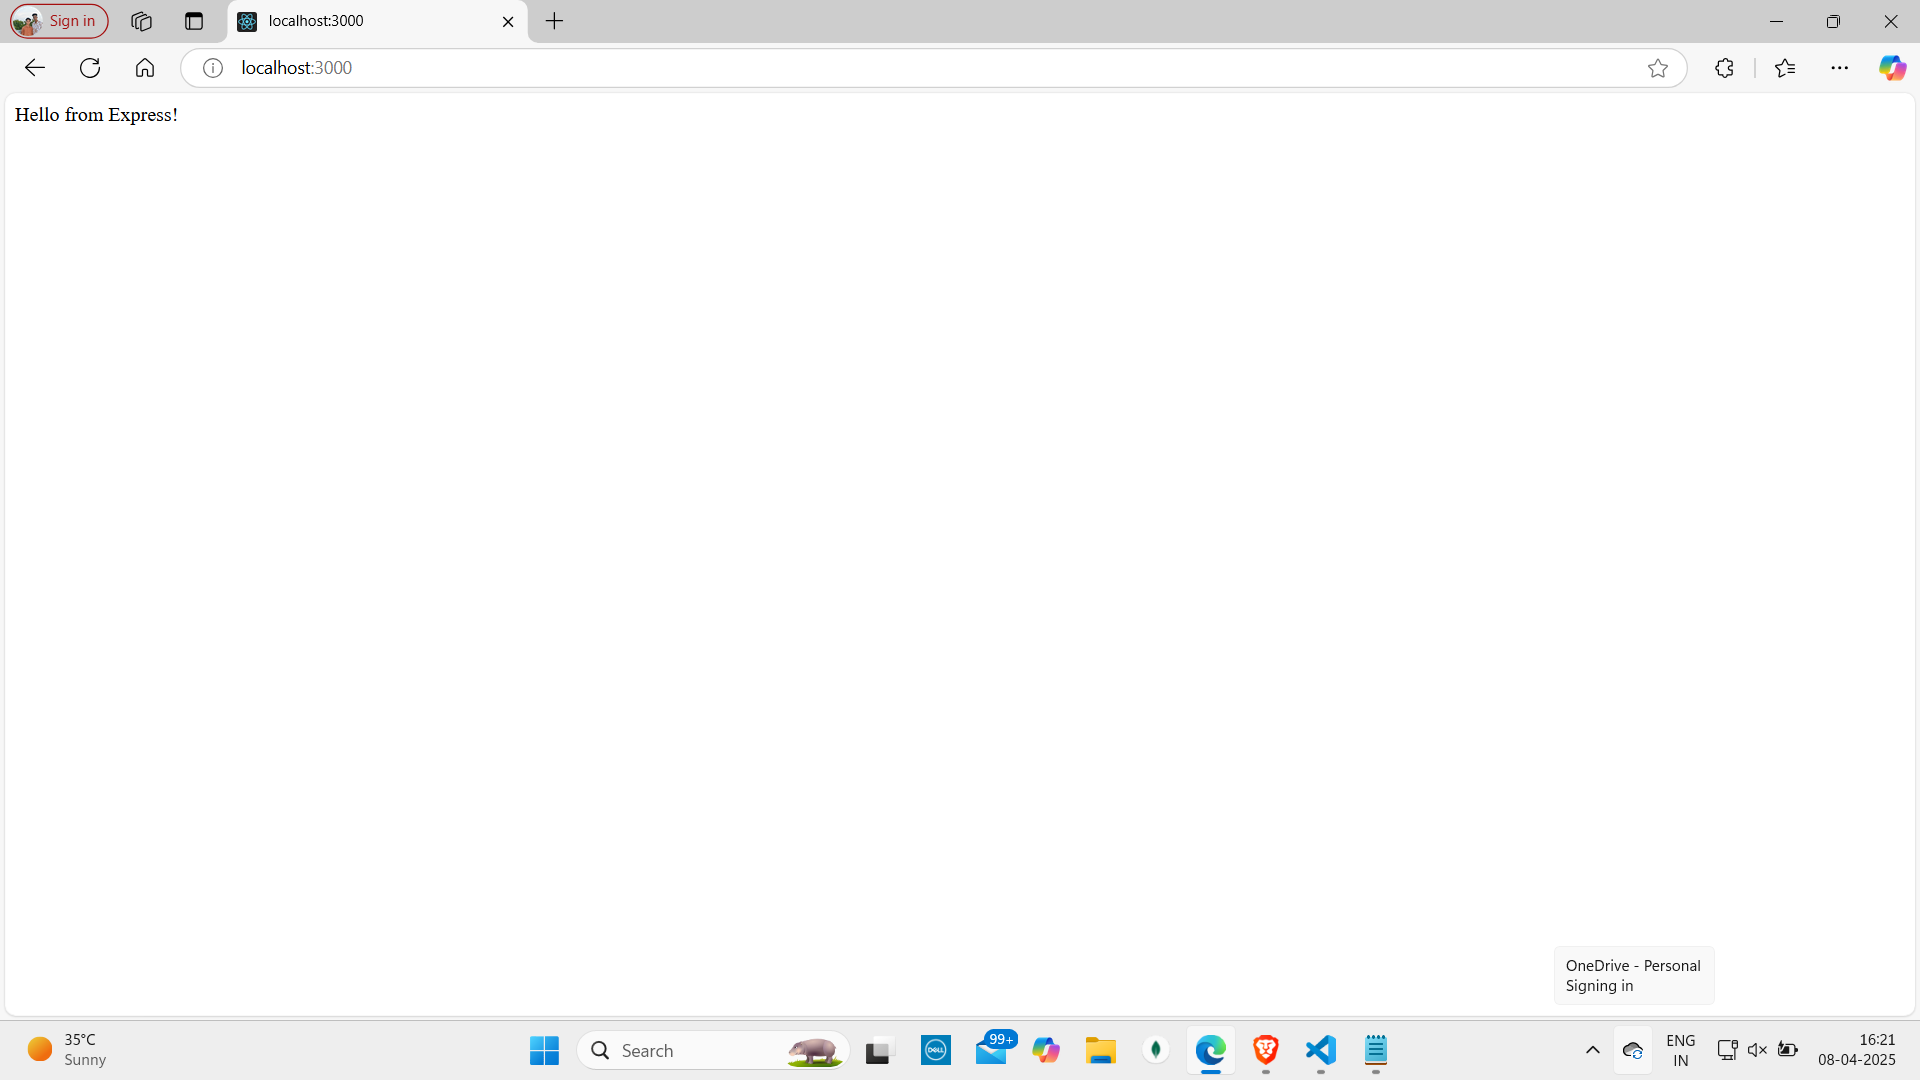 Sign in
localhost:3000
localhost:3000
Hello from Express!
OneDrive - Personal
Signing in
35°C
Sunny
Search
DELL
99+
ENG
IN
16:21
08-04-2025